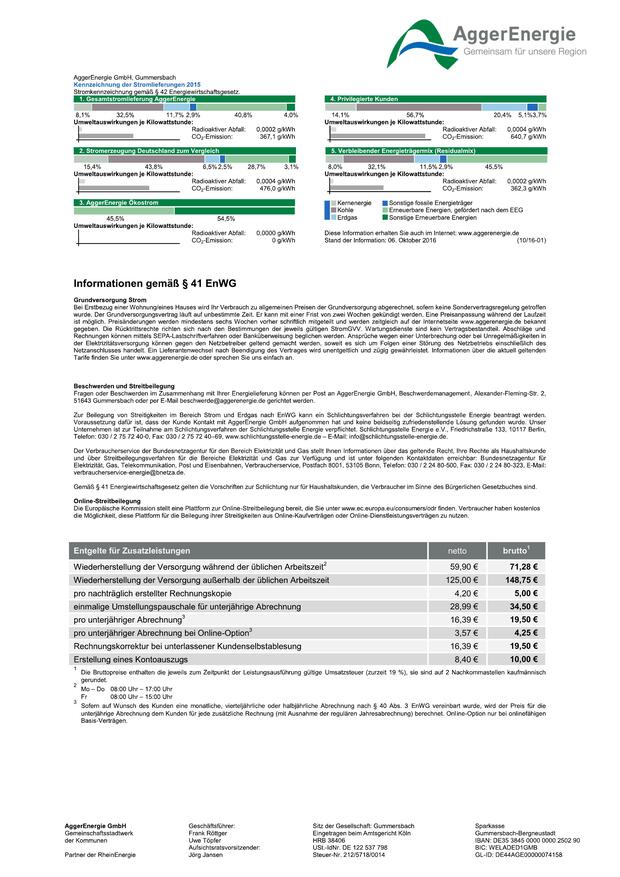 AggerEnergie
Gemeinsam für unsere Region
AggerEnergie GmbH, Gummersbach
Kennzeichnung der Stromlieferungen 2015
Stromkennzeichnung gemäß § 42 Energiewirtschaftsgesetz.
1. Gesamtstromlieferung AggerEnergie
8,1% 32,5% 11,7% 2,9% 40,8% 4,0%
Umweltauswirkungen je Kilowattstunde:
Radioaktiver Abfall: 0,0002 g/kWh
CO2-Emission: 367,1 g/kWh
2. Stromerzeugung Deutschland zum Vergleich
15,4% 43,8% 6,5% 2,5% 28,7% 3,1%
Umweltauswirkungen je Kilowattstunde:
Radioaktiver Abfall: 0,0004 g/kWh
CO2-Emission: 476,0 g/kWh
3. AggerEnergie Ökostrom
45,5% 54,5%
Umweltauswirkungen je Kilowattstunde:
Radioaktiver Abfall: 0,0000 g/kWh
CO2-Emission: 0 g/kWh
4. Privilegierte Kunden
14,1% 56,7% 20,4% 5,1% 3,7%
Umweltauswirkungen je Kilowattstunde:
Radioaktiver Abfall: 0,0004 g/kWh
CO2-Emission: 640,7 g/kWh
5. Verbleibender Energieträgermix (Residualmix)
8,0% 32,1% 11,5% 2,9% 45,5%
Umweltauswirkungen je Kilowattstunde:
Radioaktiver Abfall: 0,0002 g/kWh
CO2-Emission: 362,3 g/kWh
Kernenergie Sonstige fossile Energieträger
Kohle Erneuerbare Energien, gefördert nach dem EEG
Erdgas Sonstige Erneuerbare Energien
Diese Information erhalten Sie auch im Internet: www.aggerenergie.de
Stand der Information: 06. Oktober 2016 (10/16-01)
Informationen gemäß § 41 EnWG
Grundversorgung Strom
Bei Erstbezug einer Wohnung/eines Hauses wird Ihr Verbrauch zu allgemeinen Preisen der Grundversorgung abgerechnet, sofern keine Sondervertragsregelung getroffen
wurde. Der Grundversorgungsvertrag läuft auf unbestimmte Zeit. Er kann mit einer Frist von zwei Wochen gekündigt werden. Eine Preisanpassung während der Laufzeit
ist möglich. Preisänderungen werden mindestens sechs Wochen vorher schriftlich mitgeteilt und werden zeitgleich auf der Internetseite www.aggerenergie.de bekannt
gegeben. Die Rücktrittsrechte richten sich nach den Bestimmungen der jeweils gültigen StromGVV. Wartungsdienste sind kein Vertragsbestandteil. Abschläge und
Rechnungen können mittels SEPA-Lastschriftverfahren oder Banküberweisung beglichen werden. Ansprüche wegen einer Unterbrechung oder bei Unregelmäßigkeiten in
der Elektrizitätsversorgung können gegen den Netzbetreiber geltend gemacht werden, soweit es sich um Folgen einer Störung des Netzbetriebs einschließlich des
Netzanschlusses handelt. Ein Lieferantenwechsel nach Beendigung des Vertrages wird unentgeltlich und zügig gewährleistet. Informationen über die aktuell geltenden
Tarife finden Sie unter www.aggerenergie.de oder sprechen Sie uns einfach an.
Beschwerden und Streitbeilegung
Fragen oder Beschwerden im Zusammenhang mit Ihrer Energielieferung können per Post an AggerEnergie GmbH, Beschwerdemanagement, Alexander-Fleming-Str. 2,
51643 Gummersbach oder per E-Mail beschwerde@aggerenergie.de gerichtet werden.
Zur Beilegung von Streitigkeiten im Bereich Strom und Erdgas nach EnWG kann ein Schlichtungsverfahren bei der Schlichtungsstelle Energie beantragt werden.
Voraussetzung dafür ist, dass der Kunde Kontakt mit AggerEnergie GmbH aufgenommen hat und keine beidseitig zufriedenstellende Lösung gefunden wurde. Unser
Unternehmen ist zur Teilnahme am Schlichtungsverfahren der Schlichtungsstelle Energie verpflichtet. Schlichtungsstelle Energie e.V., Friedrichstraße 133, 10117 Berlin,
Telefon: 030 / 2 75 72 40-0, Fax: 030 / 2 75 72 40–69, www.schlichtungsstelle-energie.de – E-Mail: info@schlichtungsstelle-energie.de.
Der Verbraucherservice der Bundesnetzagentur für den Bereich Elektrizität und Gas stellt Ihnen Informationen über das geltende Recht, Ihre Rechte als Haushaltskunde
und über Streitbeilegungsverfahren für die Bereiche Elektrizität und Gas zur Verfügung und ist unter folgenden Kontaktdaten erreichbar: Bundesnetzagentur für
Elektrizität, Gas, Telekommunikation, Post und Eisenbahnen, Verbraucherservice, Postfach 8001, 53105 Bonn, Telefon: 030 / 2 24 80-500, Fax: 030 / 2 24 80-323, E-Mail:
verbraucherservice-energie@bnetza.de.
Gemäß § 41 Energiewirtschaftsgesetz gelten die Vorschriften zur Schlichtung nur für Haushaltskunden, die Verbraucher im Sinne des Bürgerlichen Gesetzbuches sind.
Online-Streitbeilegung
Die Europäische Kommission stellt eine Plattform zur Online-Streitbeilegung bereit, die Sie unter www.ec.europa.eu/consumers/odr finden. Verbraucher haben kostenlos
die Möglichkeit, diese Plattform für die Beilegung ihrer Streitigkeiten aus Online-Kaufverträgen oder Online-Dienstleistungsverträgen zu nutzen.
Entgelte für Zusatzleistungen netto brutto1
Wiederherstellung der Versorgung während der üblichen Arbeitszeit2 59,90 € 71,28 €
Wiederherstellung der Versorgung außerhalb der üblichen Arbeitszeit 125,00 € 148,75 €
pro nachträglich erstellter Rechnungskopie 4,20 € 5,00 €
einmalige Umstellungspauschale für unterjährige Abrechnung 28,99 € 34,50 €
pro unterjähriger Abrechnung3 16,39 € 19,50 €
pro unterjähriger Abrechnung bei Online-Option3 3,57 € 4,25 €
Rechnungskorrektur bei unterlassener Kundenselbstablesung 16,39 € 19,50 €
Erstellung eines Kontoauszugs 8,40 € 10,00 €
1 Die Bruttopreise enthalten die jeweils zum Zeitpunkt der Leistungsausführung gültige Umsatzsteuer (zurzeit 19 %), sie sind auf 2 Nachkommastellen kaufmännisch
gerundet.
2 Mo – Do 08:00 Uhr – 17:00 Uhr
Fr 08:00 Uhr – 15:00 Uhr
3 Sofern auf Wunsch des Kunden eine monatliche, vierteljährliche oder halbjährliche Abrechnung nach § 40 Abs. 3 EnWG vereinbart wurde, wird der Preis für die
unterjährige Abrechnung dem Kunden für jede zusätzliche Rechnung (mit Ausnahme der regulären Jahresabrechnung) berechnet. Online-Option nur bei onlinefähigen
Basis-Verträgen.
AggerEnergie GmbH
Gemeinschaftsstadtwerk
der Kommunen
Partner der RheinEnergie
Geschäftsführer:
Frank Röttger
Uwe Töpfer
Aufsichtsratsvorsitzender:
Jörg Jansen
Sitz der Gesellschaft: Gummersbach
Eingetragen beim Amtsgericht Köln
HRB 38406
USt.-IdNr. DE 122 537 798
Steuer-Nr. 212/5718/0014
Sparkasse
Gummersbach-Bergneustadt
IBAN: DE35 3845 0000 0000 2502 90
BIC: WELADED1GMB
GL-ID: DE44AGE00000074158